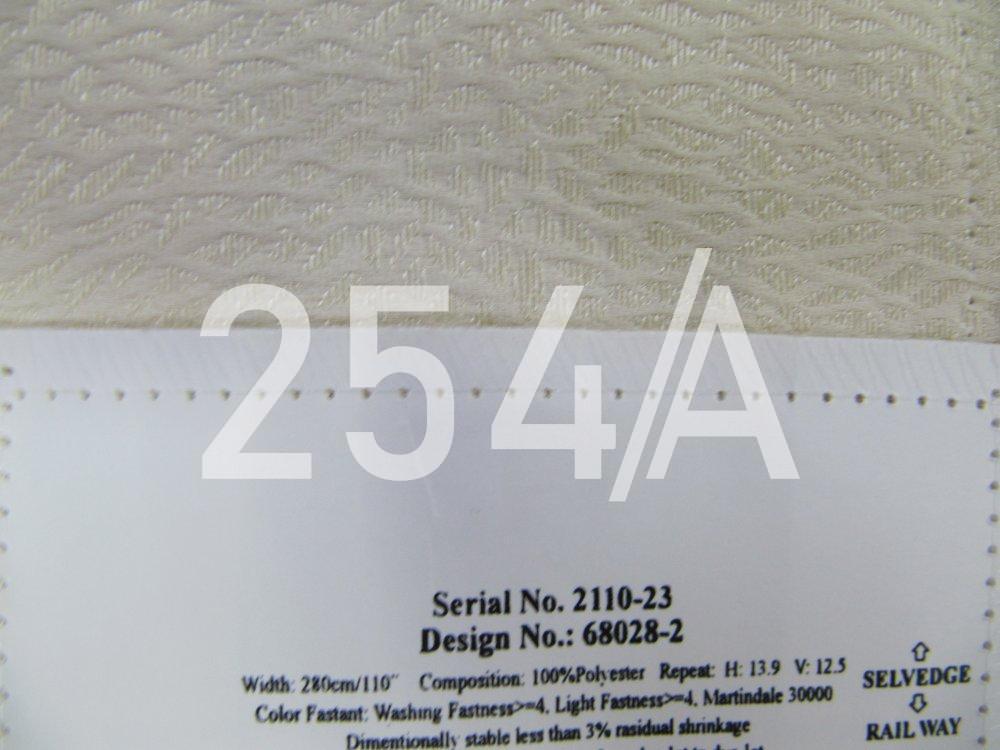 254/A
Serial No. 2110-23
Design No.: 68028-2
Width: 280cm/110" Composition: 100%Polyester Repeat: H: 13.9 V: 12.5
Color Fastant: Washing Fastness>=4, Light Fastness>=4, Martindale 30000
Dimentionally stable less than 3% rasidual shrinkage
SELVEDGE
RAIL WAY